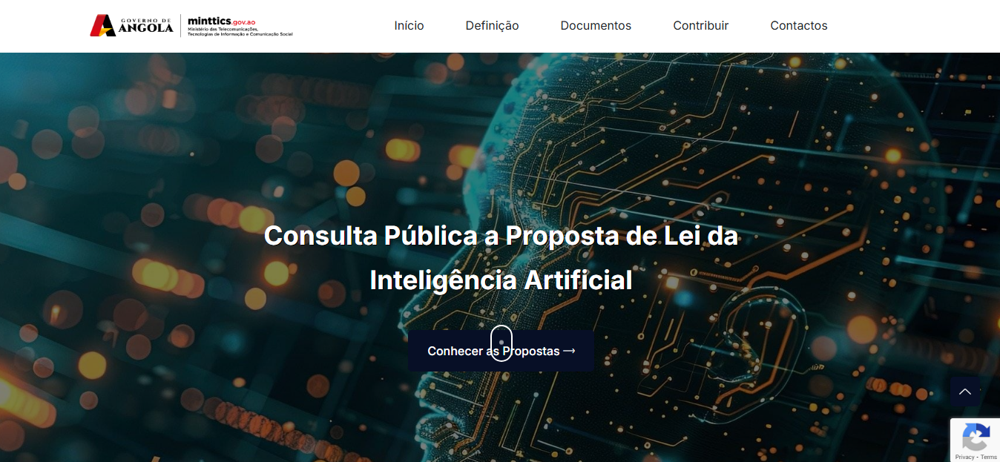 GOVERNO DE
ANGOLA
minttics.gov.ao
Ministério das Telecomunicações,
Tecnologias de Informação e Comunicação Social
Início Definição Documentos Contribuir Contactos
Consulta Pública a Proposta de Lei da
Inteligência Artificial
Conhecer as Propostas →
Privacy - Terms